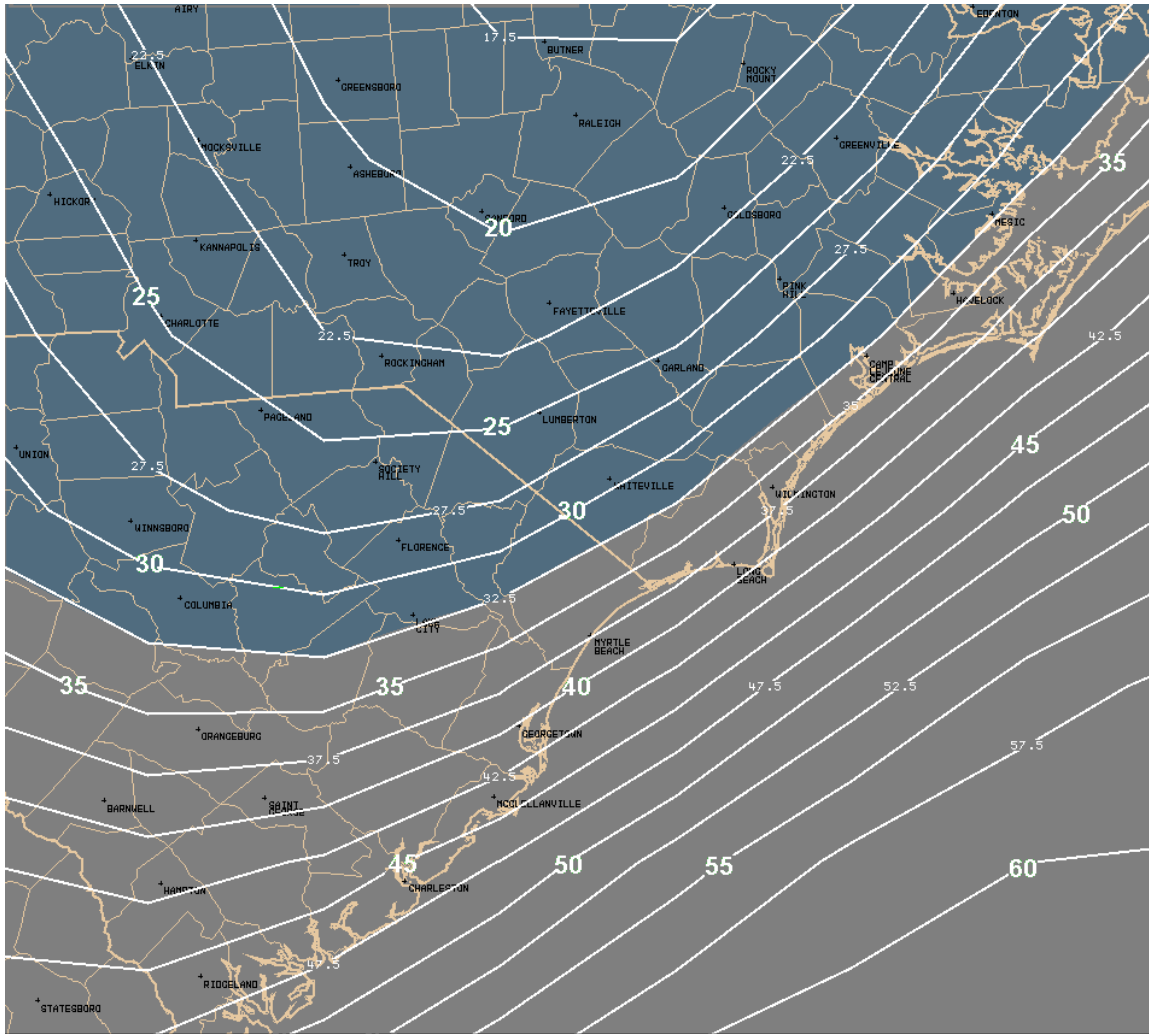 AIRY
EDENTON
17.5
BUTNER
22.5
ELKIN
ROCKY
MOUNT
GREENSBORO
RALEIGH
MOCKSVILLE
GREENVILLE
22.5
35
ASHEBORO
HICKORY
SANFORD
GOLDSBORO
MESIC
20
KANNAPOLIS
27.5
TROY
PINK
HILL
25
HAVELOCK
FAYETTEVILLE
CHARLOTTE
22.5
42.5
ROCKINGHAM
GARLAND
CAMP
LEJEUNE
CENTRAL
PAGELAND
35
LUMBERTON
25
45
UNION
27.5
SOCIETY
HILL
WHITEVILLE
WILMINGTON
27.5
30
37.5
50
WINNSBORO
FLORENCE
30
LONG
BEACH
COLUMBIA
32.5
LAKE
CITY
MYRTLE
BEACH
35
35
40
47.5
52.5
ORANGEBURG
GEORGETOWN
57.5
37.5
42.5
BARNWELL
SAINT
GEORGE
MCCLELLANVILLE
45
50
55
60
HAMPTON
CHARLESTON
47.5
RIDGELAND
STATESBORO